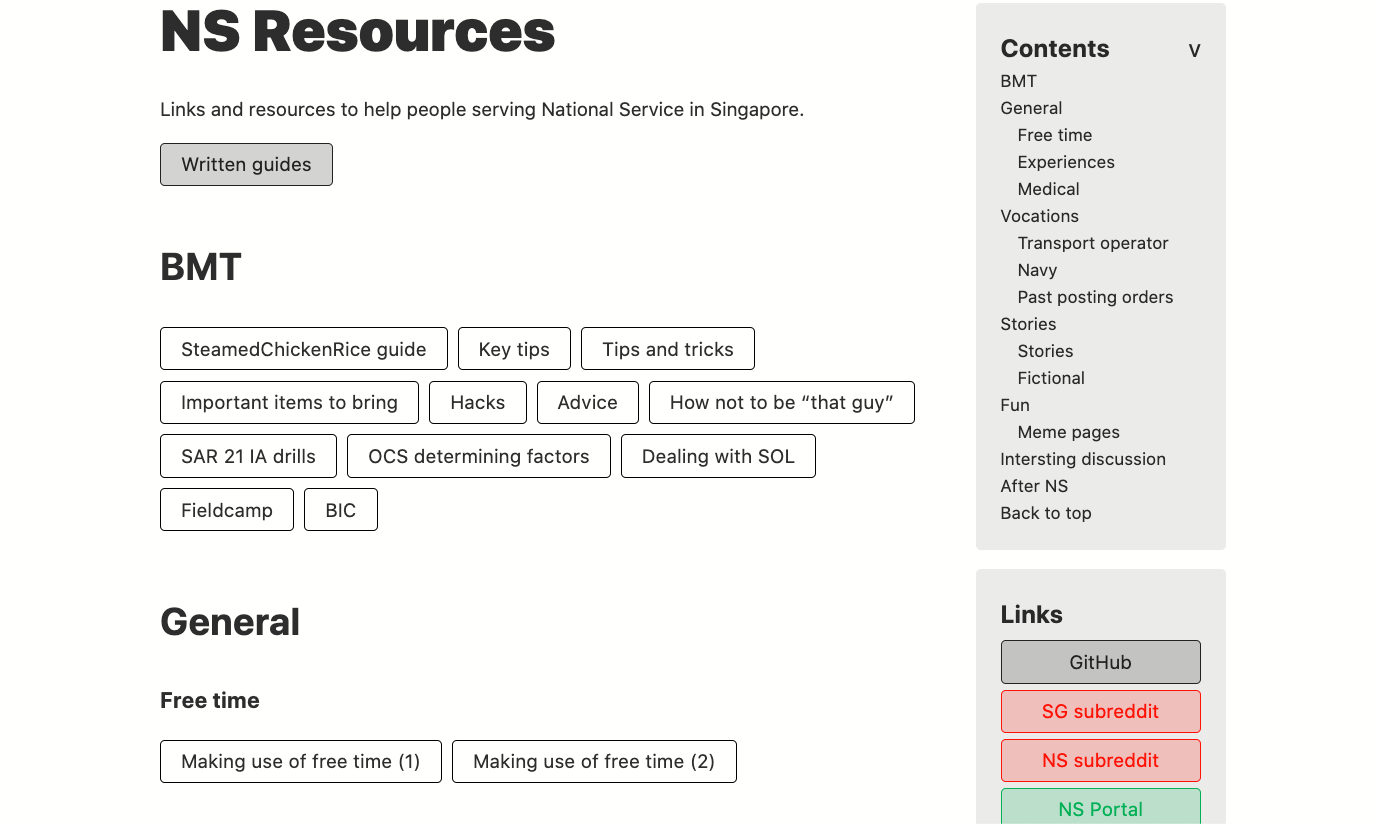 NS Resources
Links and resources to help people serving National Service in Singapore.
Written guides
BMT
SteamedChickenRice guide
Key tips
Tips and tricks
Important items to bring
Hacks
Advice
How not to be “that guy”
SAR 21 IA drills
OCS determining factors
Dealing with SOL
Fieldcamp
BIC
General
Free time
Making use of free time (1)
Making use of free time (2)
Contents
v
BMT
General
Free time
Experiences
Medical
Vocations
Transport operator
Navy
Past posting orders
Stories
Stories
Fictional
Fun
Meme pages
Intersting discussion
After NS
Back to top
Links
GitHub
SG subreddit
NS subreddit
NS Portal